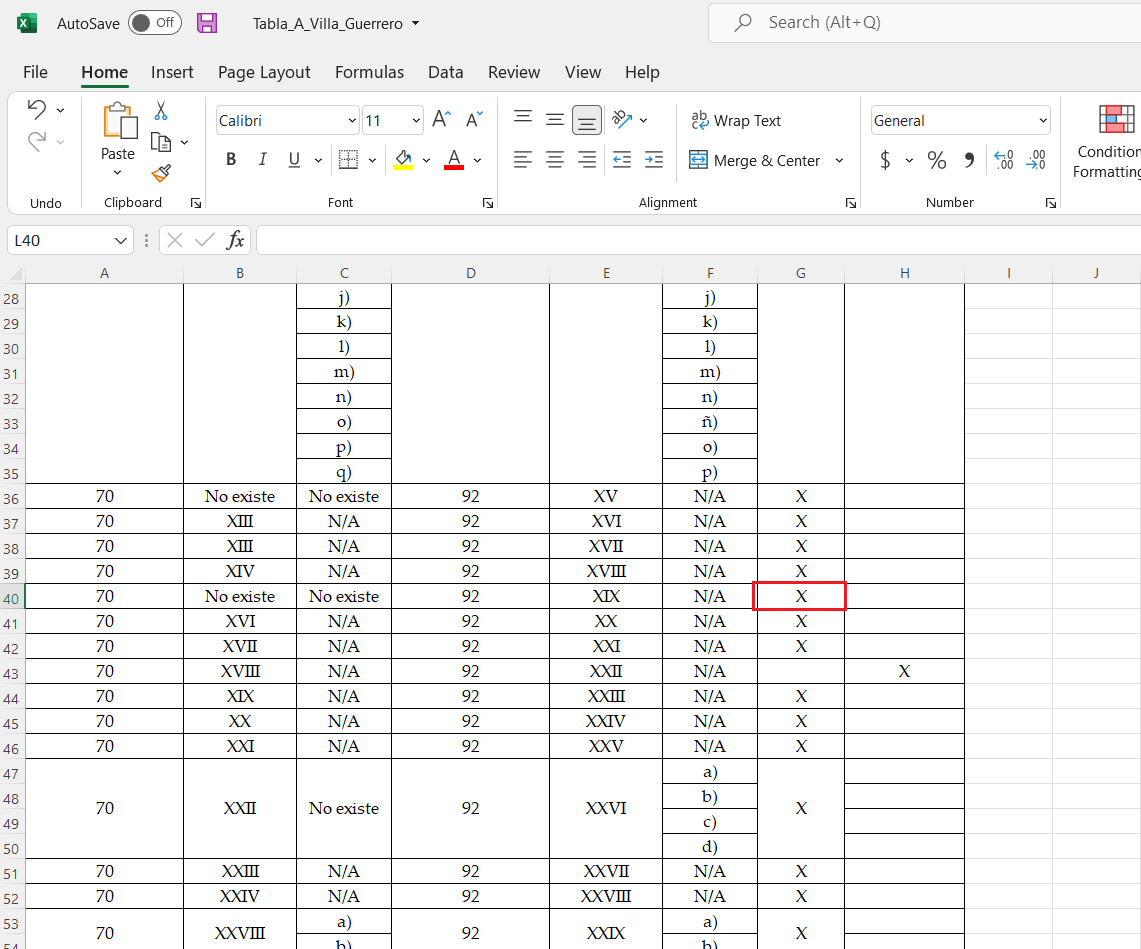 AutoSave Off Tabla_A_Villa_Guerrero Search (Alt+Q)
File Home Insert Page Layout Formulas Data Review View Help
Calibri 11 ab Wrap Text General
Paste B I U A Merge & Center $ % Condition
Formatting
Undo Clipboard Font Alignment Number
L40 fx
A B C D E F G H I J
28 j) j)
29 k) k)
30 l) l)
31 m) m)
32 n) n)
33 o) ñ)
34 p) o)
35 q) p)
36 70 No existe No existe 92 XV N/A X
37 70 XIII N/A 92 XVI N/A X
38 70 XIII N/A 92 XVII N/A X
39 70 XIV N/A 92 XVIII N/A X
40 70 No existe No existe 92 XIX N/A X
41 70 XVI N/A 92 XX N/A X
42 70 XVII N/A 92 XXI N/A X
43 70 XVIII N/A 92 XXII N/A X
44 70 XIX N/A 92 XXIII N/A X
45 70 XX N/A 92 XXIV N/A X
46 70 XXI N/A 92 XXV N/A X
47 a)
48 70 XXII No existe 92 XXVI b) X
49 c)
50 d)
51 70 XXIII N/A 92 XXVII N/A X
52 70 XXIV N/A 92 XXVIII N/A X
53 a) a)
70 XXVIII 92 XXIX X
54 b) b)